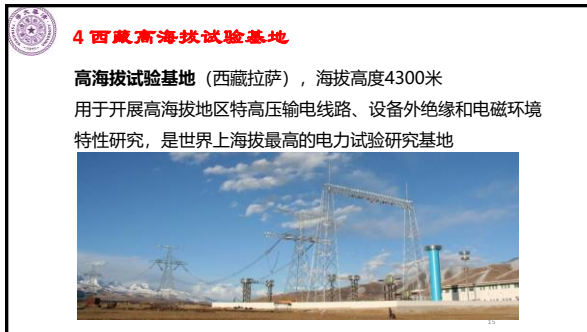 4 西藏高海拔试验基地
高海拔试验基地（西藏拉萨），海拔高度4300米
用于开展高海拔地区特高压输电线路、设备外绝缘和电磁环境
特性研究，是世界上海拔最高的电力试验研究基地
15